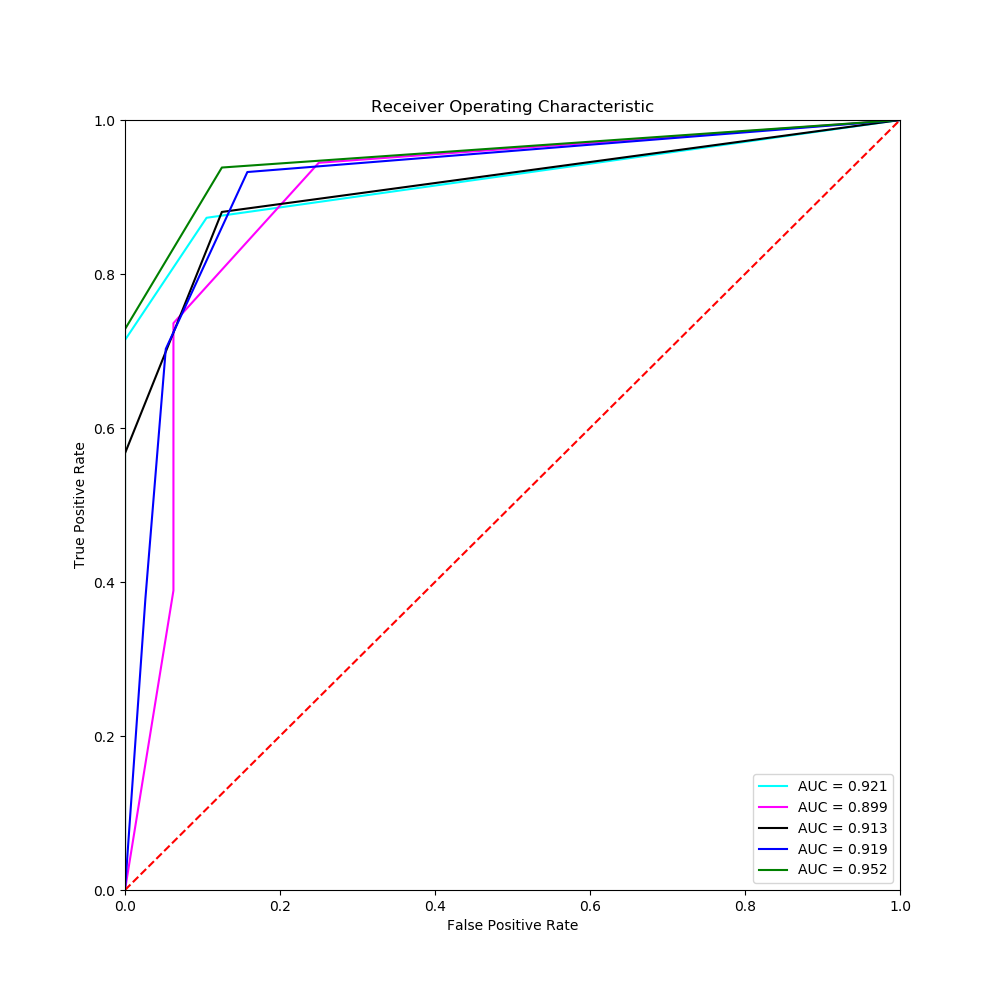 Receiver Operating Characteristic
1.0
0.8
0.6
0.4
0.2
0.0
True Positive Rate
AUC = 0.921
AUC = 0.899
AUC = 0.913
AUC = 0.919
AUC = 0.952
0.0 0.2 0.4 0.6 0.8 1.0
False Positive Rate